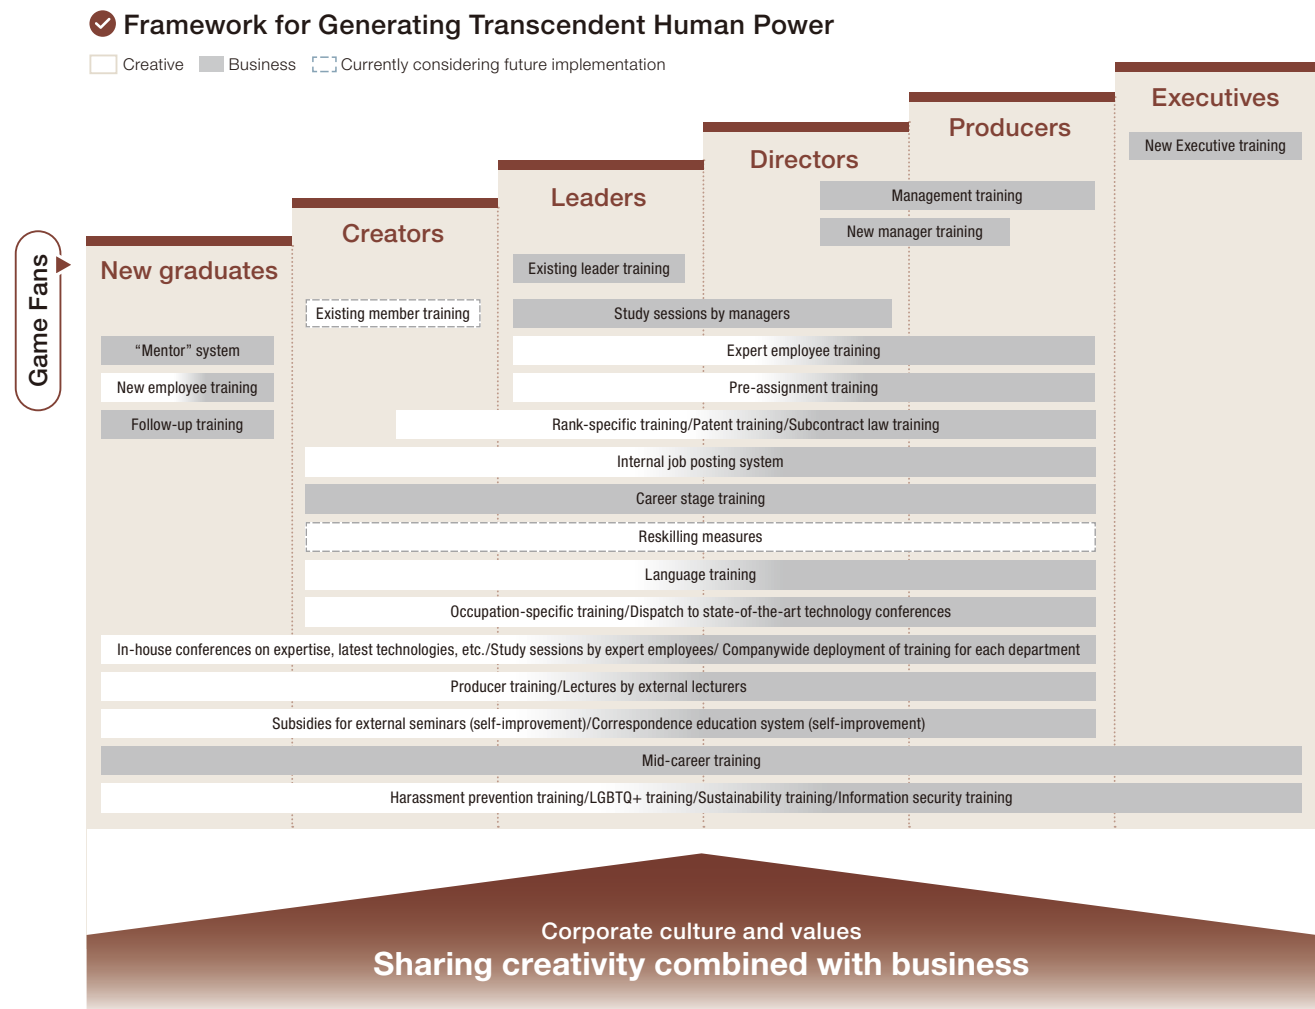 Framework for Generating Transcendent Human Power
Creative
Business
Currently considering future implementation
Game Fans
New graduates
Creators
Leaders
Directors
Producers
Executives
New Executive training
Management training
New manager training
Existing leader training
Existing member training
Study sessions by managers
“Mentor” system
Expert employee training
New employee training
Pre-assignment training
Follow-up training
Rank-specific training/Patent training/Subcontract law training
Internal job posting system
Career stage training
Reskilling measures
Language training
Occupation-specific training/Dispatch to state-of-the-art technology conferences
In-house conferences on expertise, latest technologies, etc./Study sessions by expert employees/ Companywide deployment of training for each department
Producer training/Lectures by external lecturers
Subsidies for external seminars (self-improvement)/Correspondence education system (self-improvement)
Mid-career training
Harassment prevention training/LGBTQ+ training/Sustainability training/Information security training
Corporate culture and values
Sharing creativity combined with business